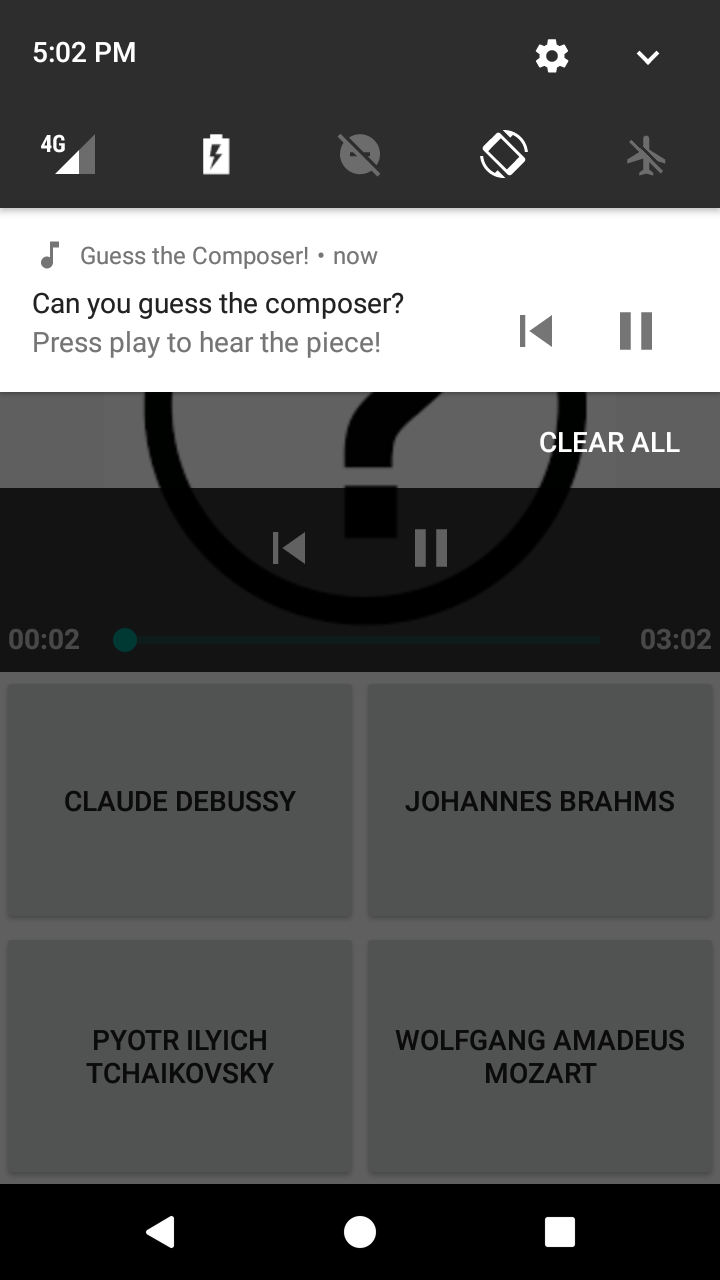 5:02 PM
4G
Guess the Composer! • now
Can you guess the composer?
Press play to hear the piece!
CLEAR ALL
00:02
03:02
CLAUDE DEBUSSY
JOHANNES BRAHMS
PYOTR ILYICH
TCHAIKOVSKY
WOLFGANG AMADEUS
MOZART